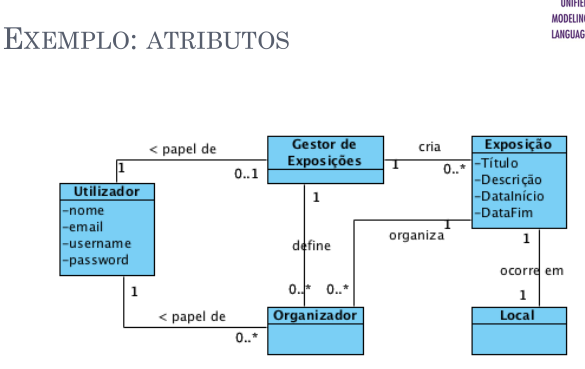 UNIFIED
MODELING
LANGUAGE
EXEMPLO: ATRIBUTOS
< papel de
1
0..1
Gestor de
Exposições
cria
1
0..*
Exposição
-Título
-Descrição
-DataInício
-DataFim
Utilizador
-nome
-email
-username
-password
1
define
0..*
organiza
1
0..*
1
ocorre em
1
1
< papel de
0..*
Organizador
Local